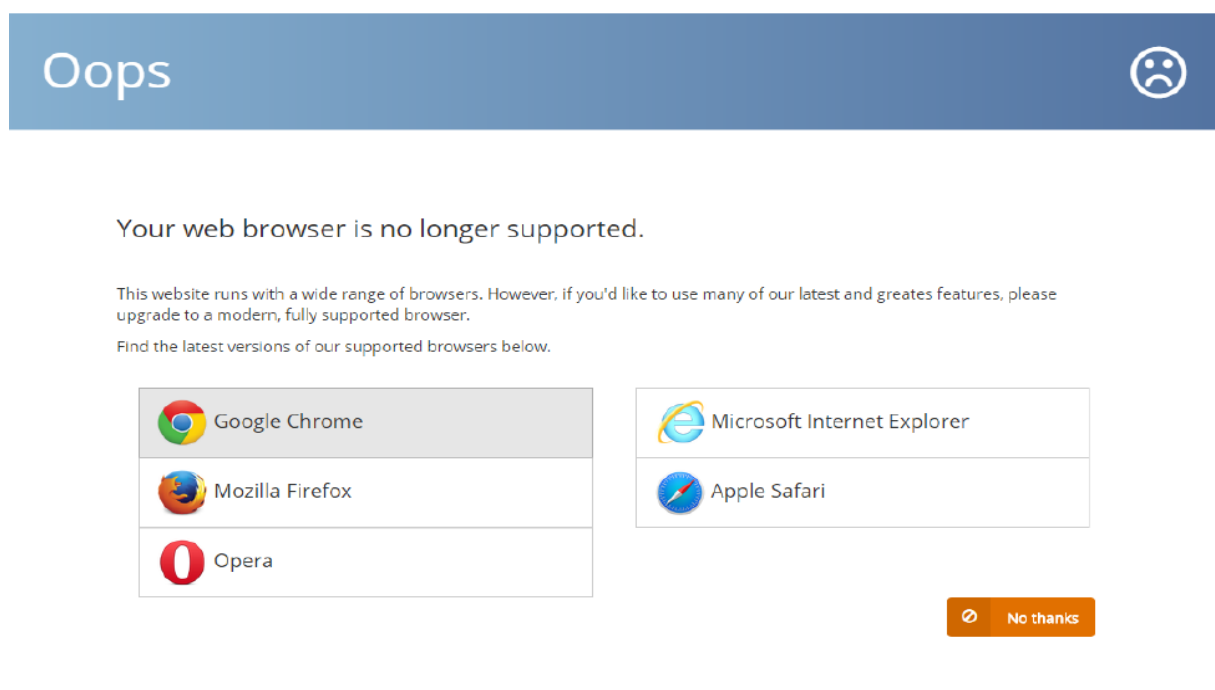 Oops
Your web browser is no longer supported.
This website runs with a wide range of browsers. However, if you'd like to use many of our latest and greates features, please
upgrade to a modern, fully supported browser.
Find the latest versions of our supported browsers below.
Google Chrome
Microsoft Internet Explorer
Mozilla Firefox
Apple Safari
Opera
No thanks